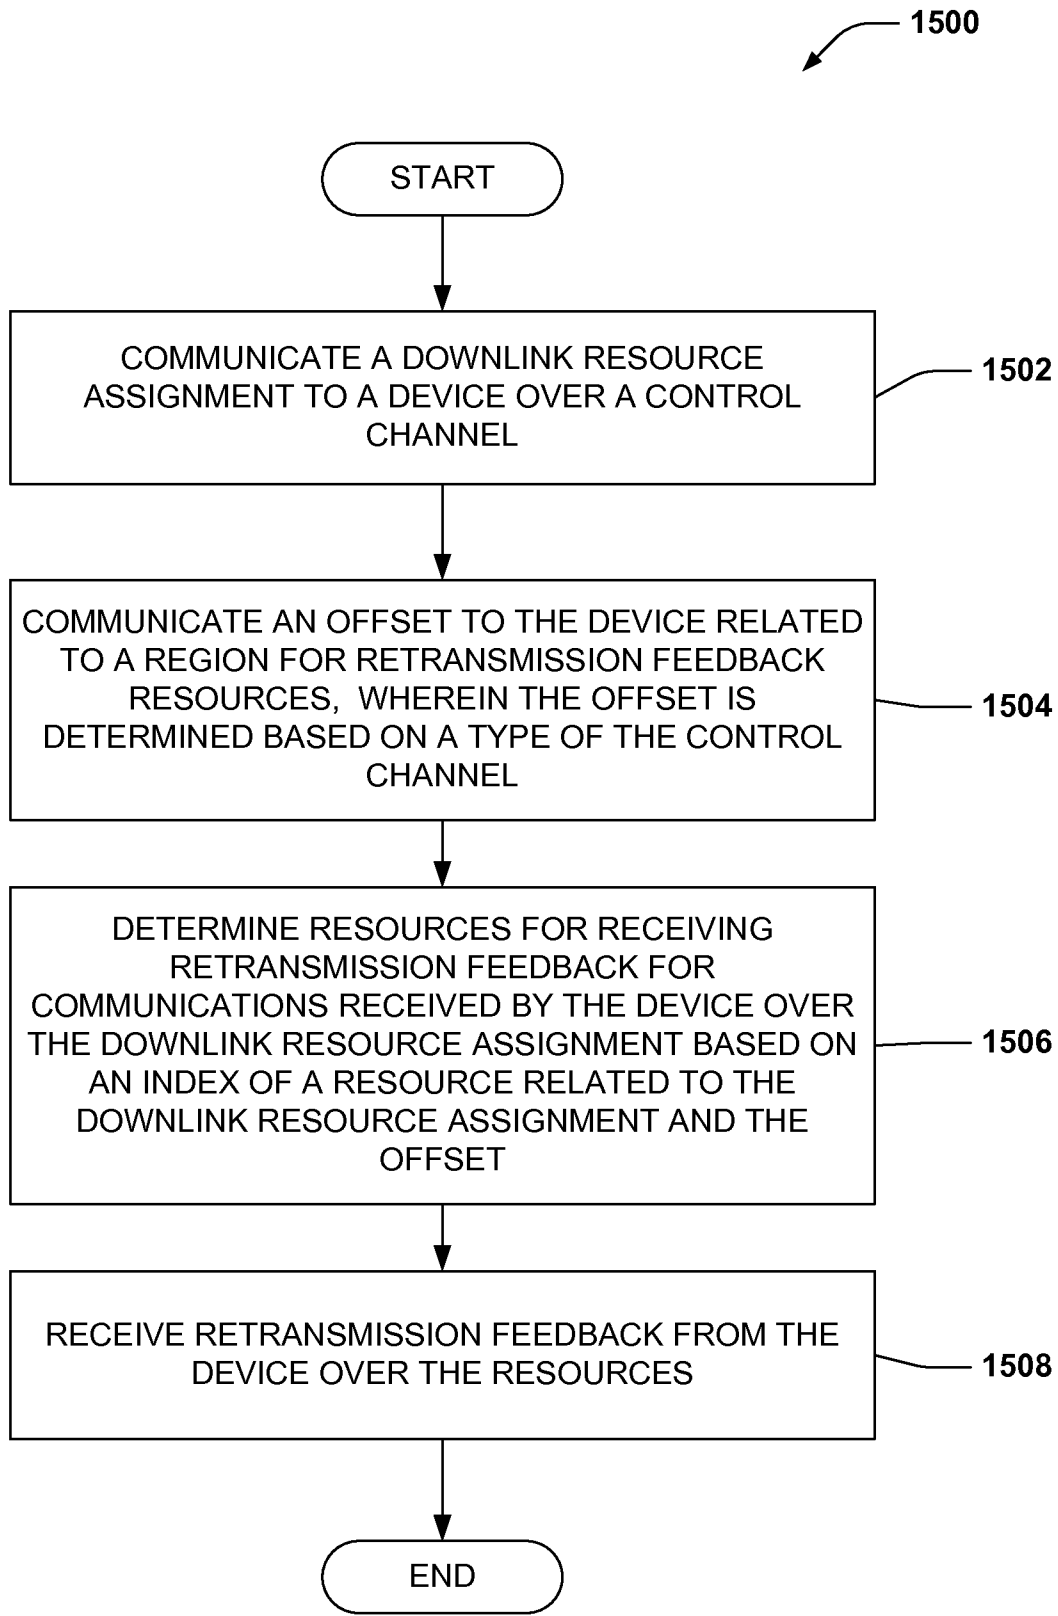 1500
START
COMMUNICATE A DOWNLINK RESOURCE
ASSIGNMENT TO A DEVICE OVER A CONTROL
CHANNEL
1502
COMMUNICATE AN OFFSET TO THE DEVICE RELATED
TO A REGION FOR RETRANSMISSION FEEDBACK
RESOURCES, WHEREIN THE OFFSET IS
DETERMINED BASED ON A TYPE OF THE CONTROL
CHANNEL
1504
DETERMINE RESOURCES FOR RECEIVING
RETRANSMISSION FEEDBACK FOR
COMMUNICATIONS RECEIVED BY THE DEVICE OVER
THE DOWNLINK RESOURCE ASSIGNMENT BASED ON
AN INDEX OF A RESOURCE RELATED TO THE
DOWNLINK RESOURCE ASSIGNMENT AND THE
OFFSET
1506
RECEIVE RETRANSMISSION FEEDBACK FROM THE
DEVICE OVER THE RESOURCES
1508
END